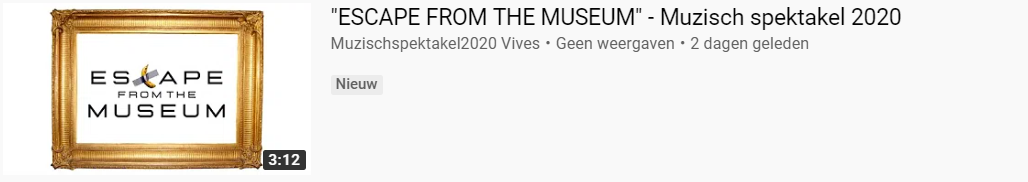 "ESCAPE FROM THE MUSEUM" - Muzisch spektakel 2020
Muzischspektakel2020 Vives • Geen weergaven • 2 dagen geleden
Nieuw
ESCAPE
FROM THE
MUSEUM
3:12